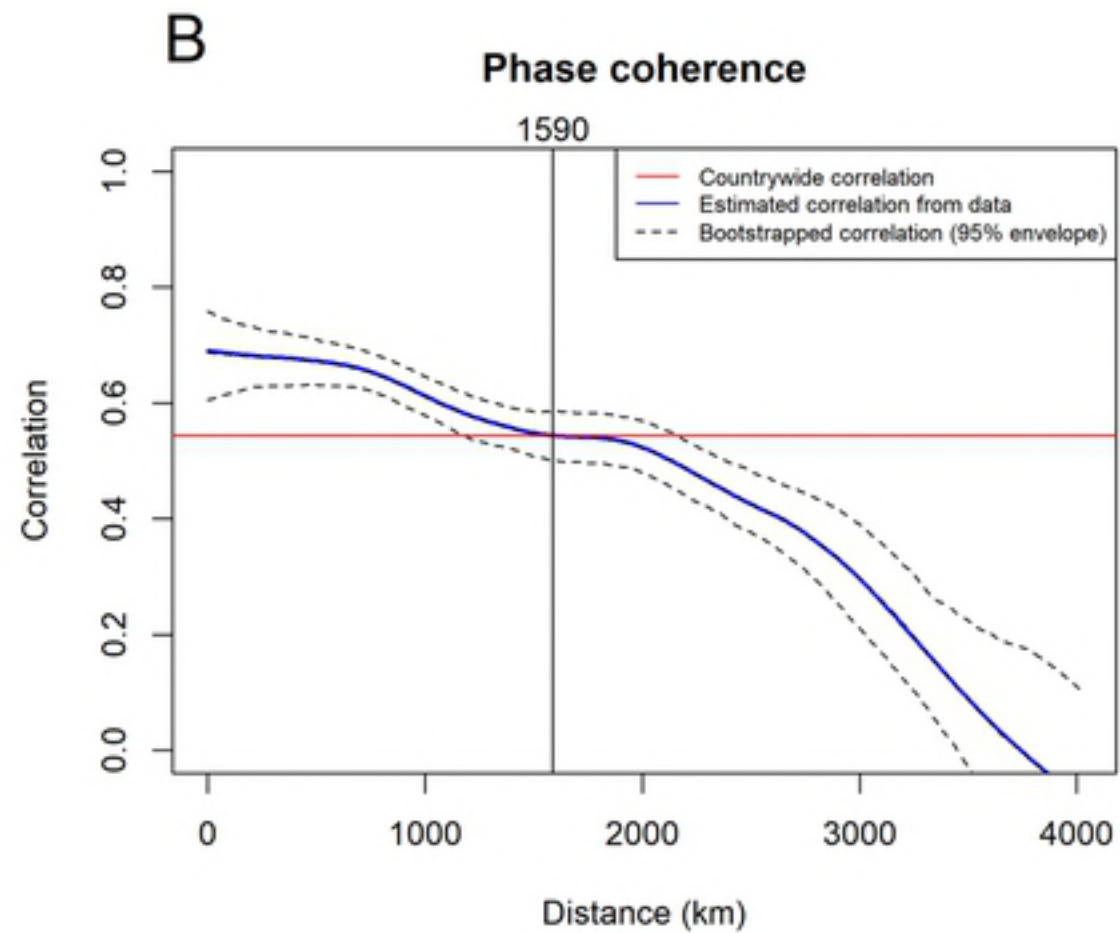 B
Phase coherence
1590
Countrywide correlation
Estimated correlation from data
Bootstrapped correlation (95% envelope)
Correlation
1.0
0.8
0.6
0.4
0.2
0.0
0 1000 2000 3000 4000
Distance (km)